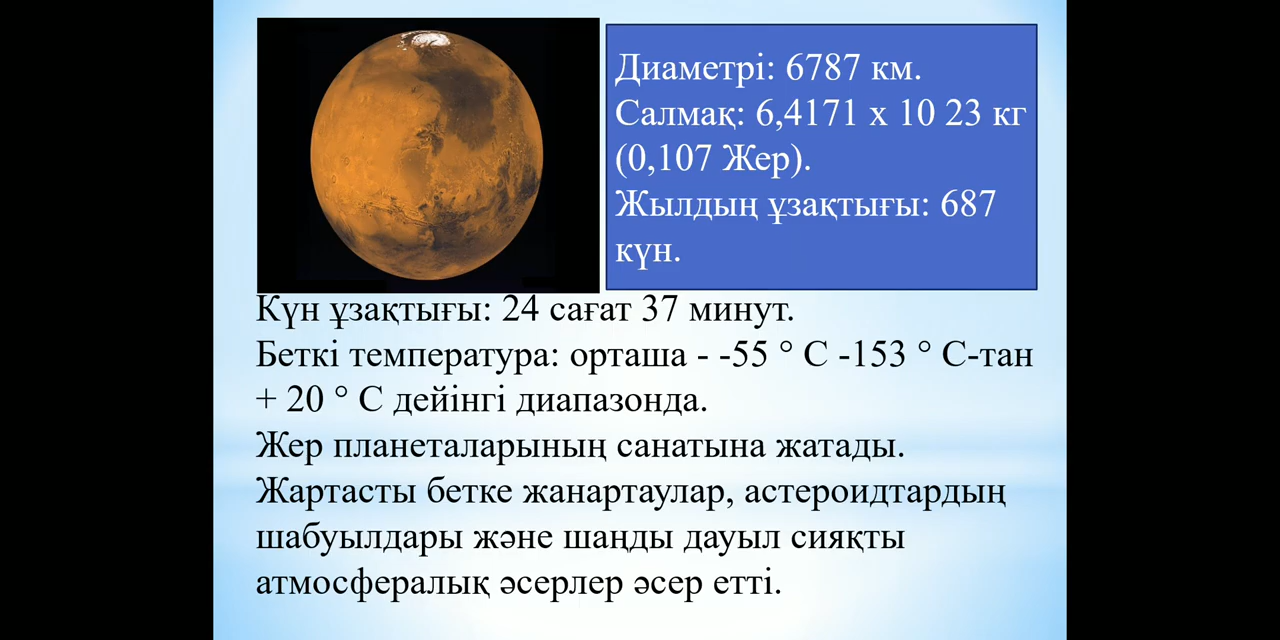 Диаметрі: 6787 км.
Салмақ: 6,4171 x 10 23 кг
(0,107 Жер).
Жылдың ұзақтығы: 687
күн.
Күн ұзақтығы: 24 сағат 37 минут.
Беткі температура: орташа - -55 ° C -153 ° C-тан
+ 20 ° C дейінгі диапазонда.
Жер планеталарының санатына жатады.
Жартасты бетке жанартаулар, астероидтардың
шабуылдары және шаңды дауыл сияқты
атмосфералық әсерлер әсер етті.